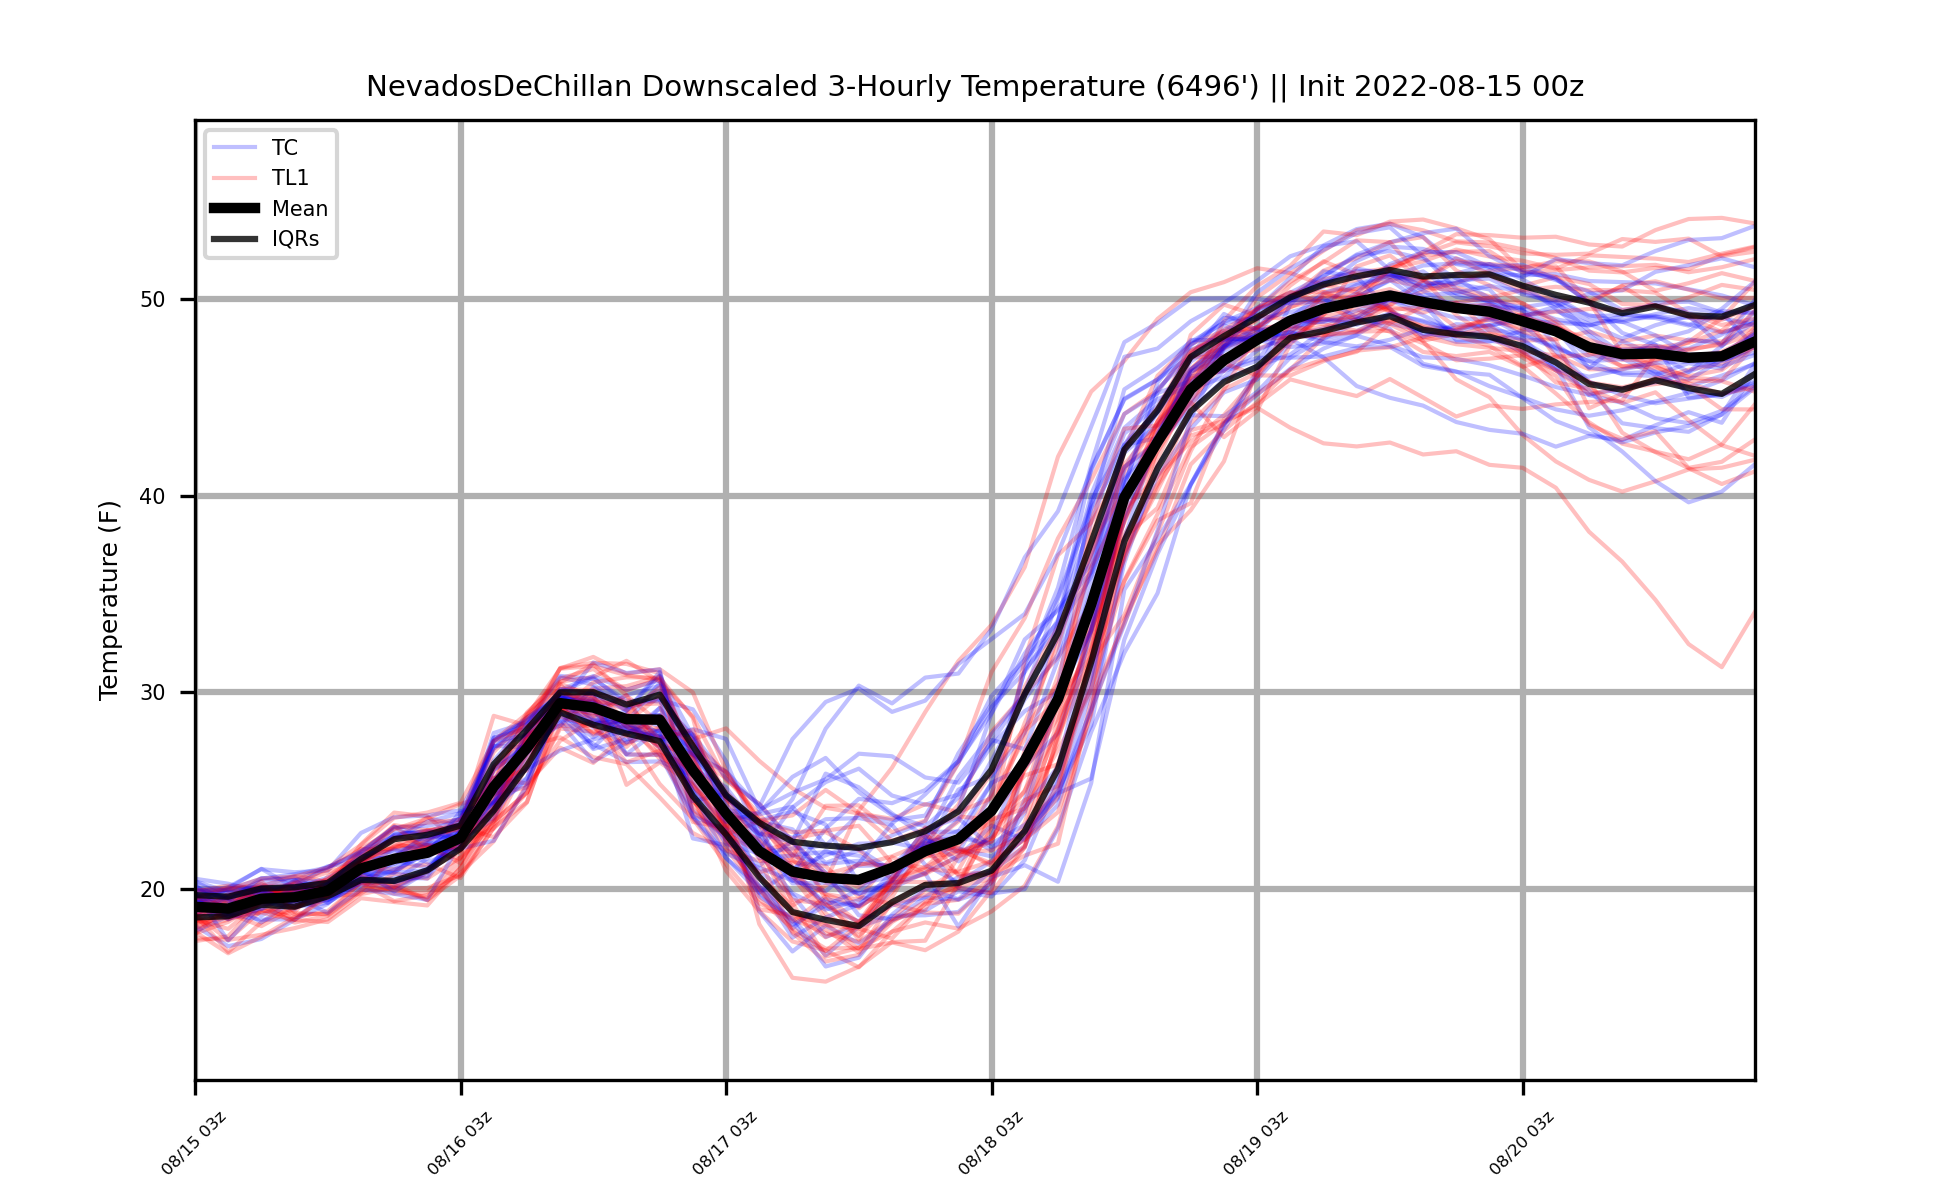 NevadosDeChillan Downscaled 3-Hourly Temperature (6496') || Init 2022-08-15 00z
TC
TL1
Mean
IQRs
50
40
30
20
Temperature (F)
08/15 03z
08/16 03z
08/17 03z
08/18 03z
08/19 03z
08/20 03z